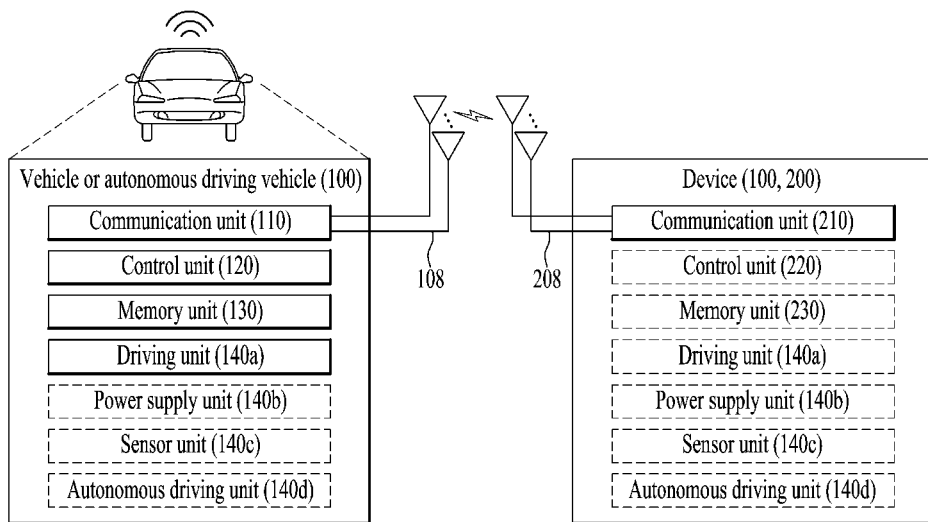 Vehicle or autonomous driving vehicle (100)
Communication unit (110)
Control unit (120)
Memory unit (130)
Driving unit (140a)
Power supply unit (140b)
Sensor unit (140c)
Autonomous driving unit (140d)
108
208
Device (100, 200)
Communication unit (210)
Control unit (220)
Memory unit (230)
Driving unit (140a)
Power supply unit (140b)
Sensor unit (140c)
Autonomous driving unit (140d)